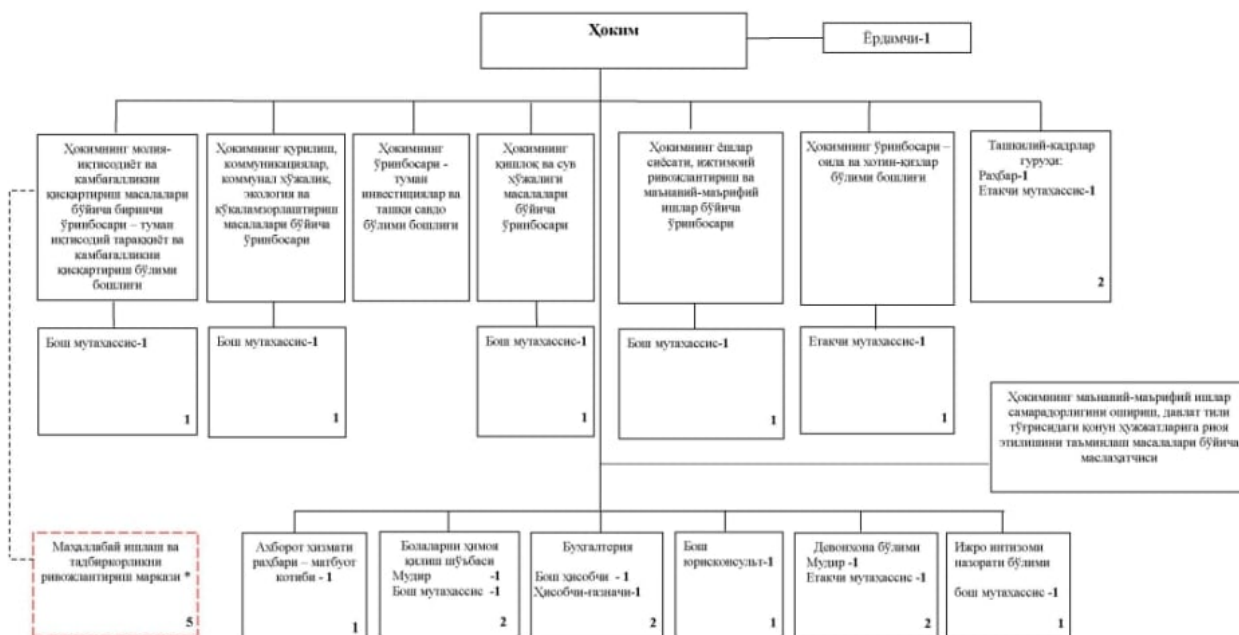 Ҳоким
Ёрдамчи-1
Ҳокимнинг молия-
иқтисодиёт ва
камбағалликни
қисқартириш масалалари
бўйича биринчи
ўринбосари – туман
иқтисодий тараққиёт ва
камбағалликни
қисқартириш бўлими
бошлиғи
Ҳокимнинг қурилиш,
коммуникациялар,
коммунал хўжалик,
экология ва
кўкаламзорлаштириш
масалалари бўйича
ўринбосари
Ҳокимнинг
ўринбосари -
туман
инвестициялар ва
ташқи савдо
бўлими бошлиғи
Ҳокимнинг
қишлоқ ва сув
хўжалиги
масалалари
бўйича
ўринбосари
Ҳокимнинг ёшлар
сиёсати, ижтимоий
ривожлантириш ва
маънавий-маърифий
ишлар бўйича
ўринбосари
Ҳокимнинг ўринбосари –
оила ва хотин-қизлар
бўлими бошлиғи
Ташкилий-кадрлар
гуруҳи:
Раҳбар-1
Етакчи мутахассис-1
2
Бош мутахассис-1
1
Бош мутахассис-1
1
Бош мутахассис-1
1
Бош мутахассис-1
1
Етакчи мутахассис-1
1
Ҳокимнинг маънавий-маърифий ишлар
самарадорлигини ошириш, давлат тили
тўғрисидаги қонун ҳужжатларига риоя
этилишини таъминлаш масалалари бўйича
маслаҳатчиси
Маҳаллабай ишлаш ва
тадбиркорликни
ривожлантириш маркази *
5
Ахборот хизмати
раҳбари – матбуот
котиби - 1
1
Болаларни ҳимоя
қилиш шўъбаси
Мудир -1
Бош мутахассис -1
2
Бухгалтерия
Бош ҳисобчи - 1
Ҳисобчи-ғазначи-1
2
Бош
юрисконсульт-1
1
Девонхона бўлими
Мудир -1
Етакчи мутахассис -1
2
Ижро интизоми
назорати бўлими
бош мутахассис -1
1